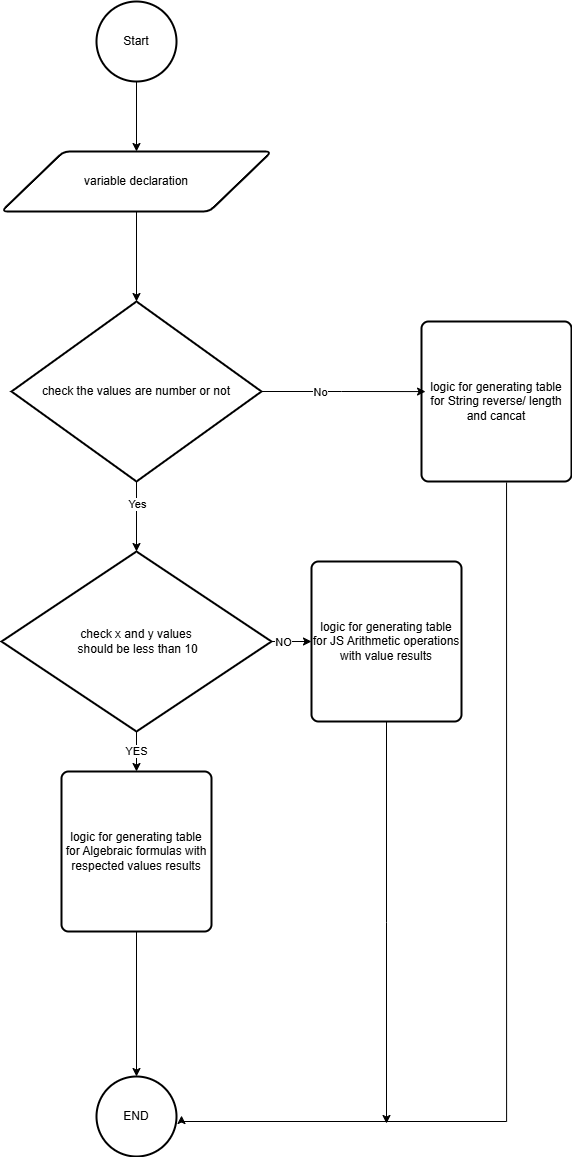 Start
variable declaration
check the values are number or not
No
logic for generating table
for String reverse/ length
and cancat
Yes
check x and y values
should be less than 10
NO
logic for generating table
for JS Arithmetic operations
with value results
YES
logic for generating table
for Algebraic formulas with
respected values results
END